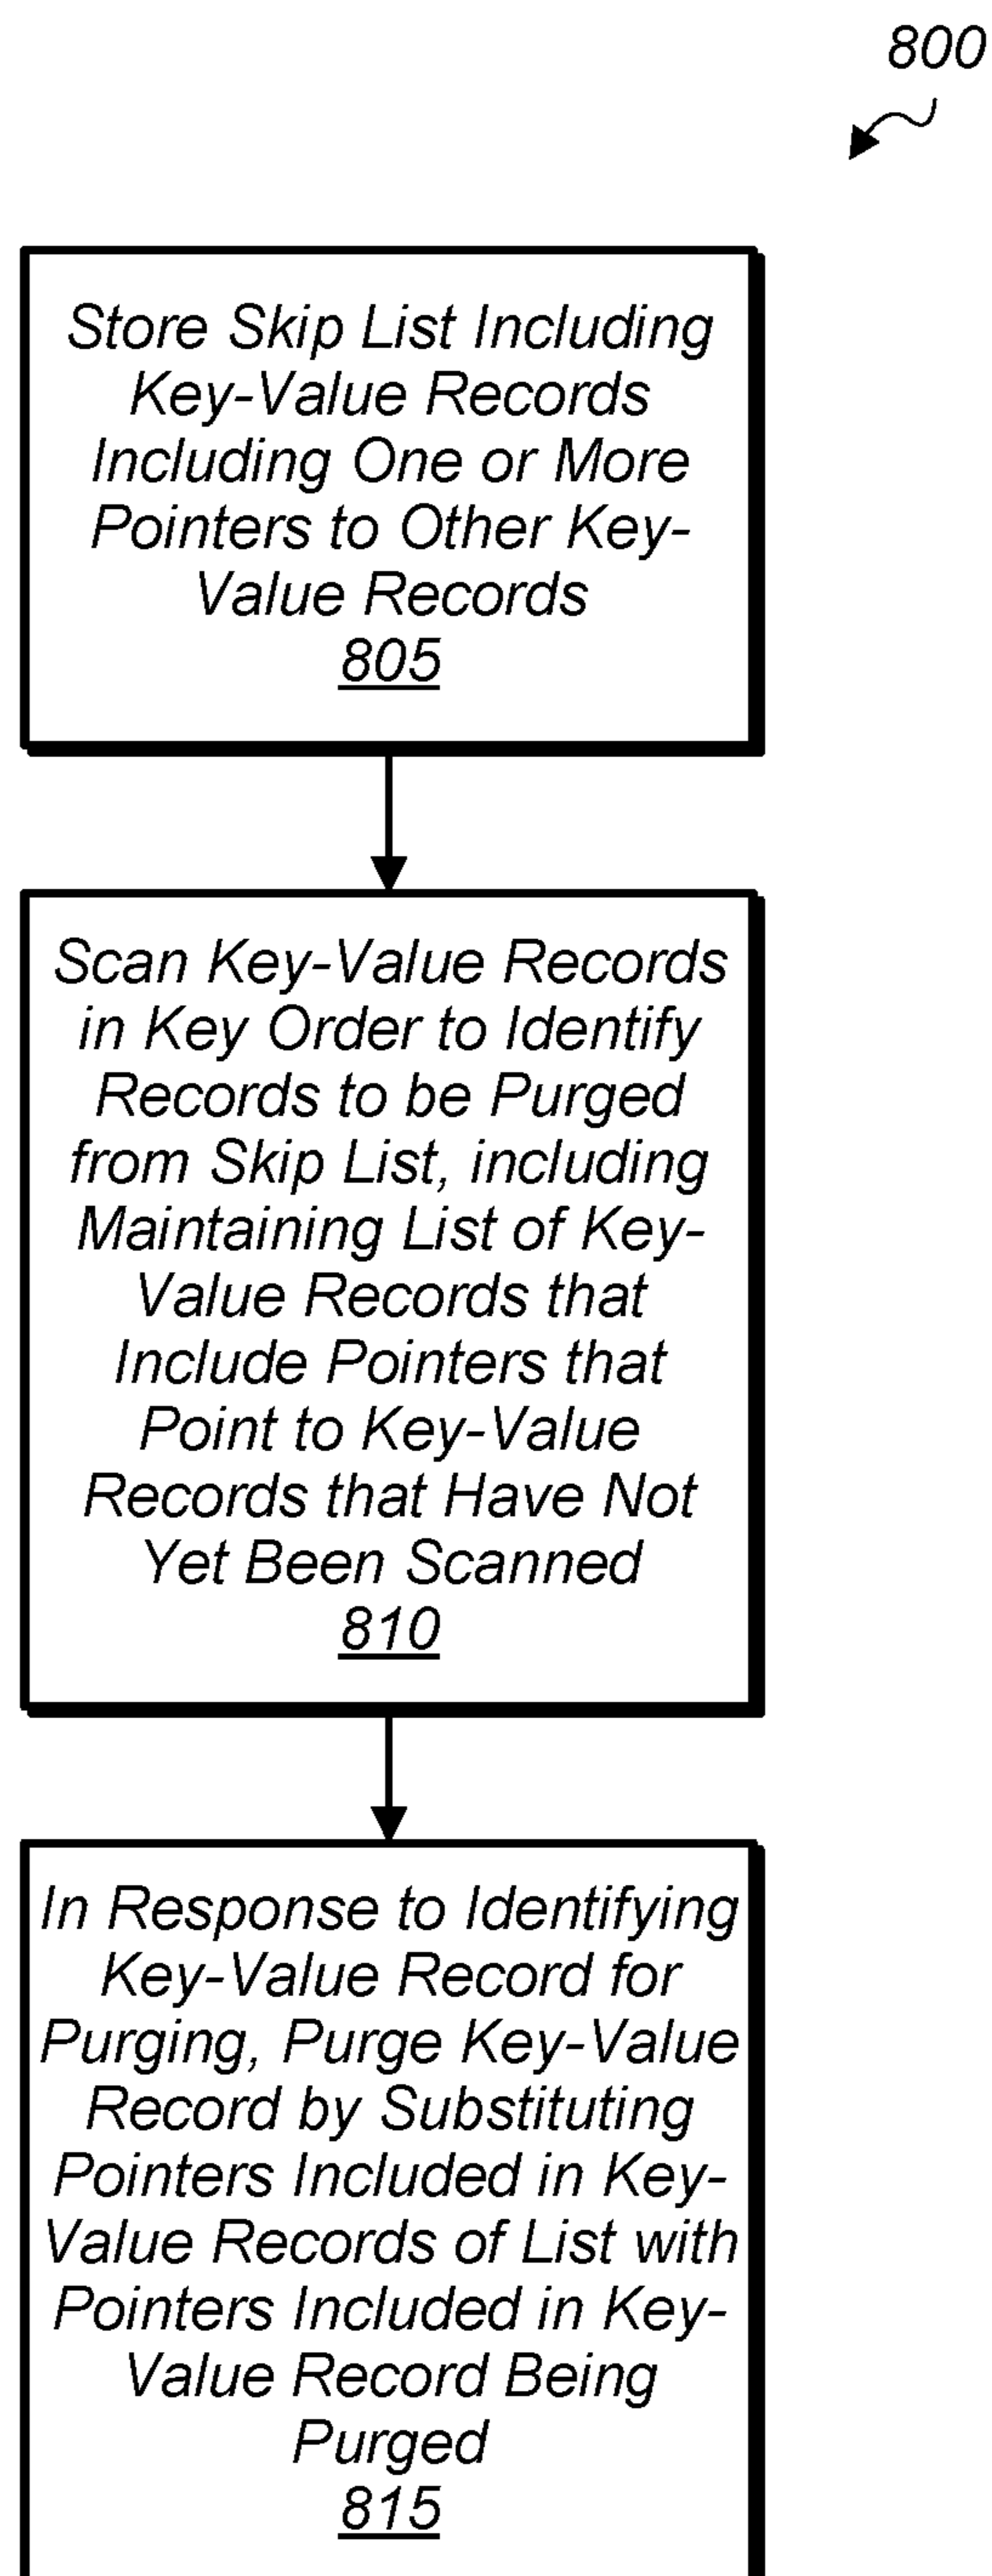 800
Store Skip List Including
Key-Value Records
Including One or More
Pointers to Other Key-
Value Records
805
Scan Key-Value Records
in Key Order to Identify
Records to be Purged
from Skip List, including
Maintaining List of Key-
Value Records that
Include Pointers that
Point to Key-Value
Records that Have Not
Yet Been Scanned
810
In Response to Identifying
Key-Value Record for
Purging, Purge Key-Value
Record by Substituting
Pointers Included in Key-
Value Records of List with
Pointers Included in Key-
Value Record Being
Purged
815